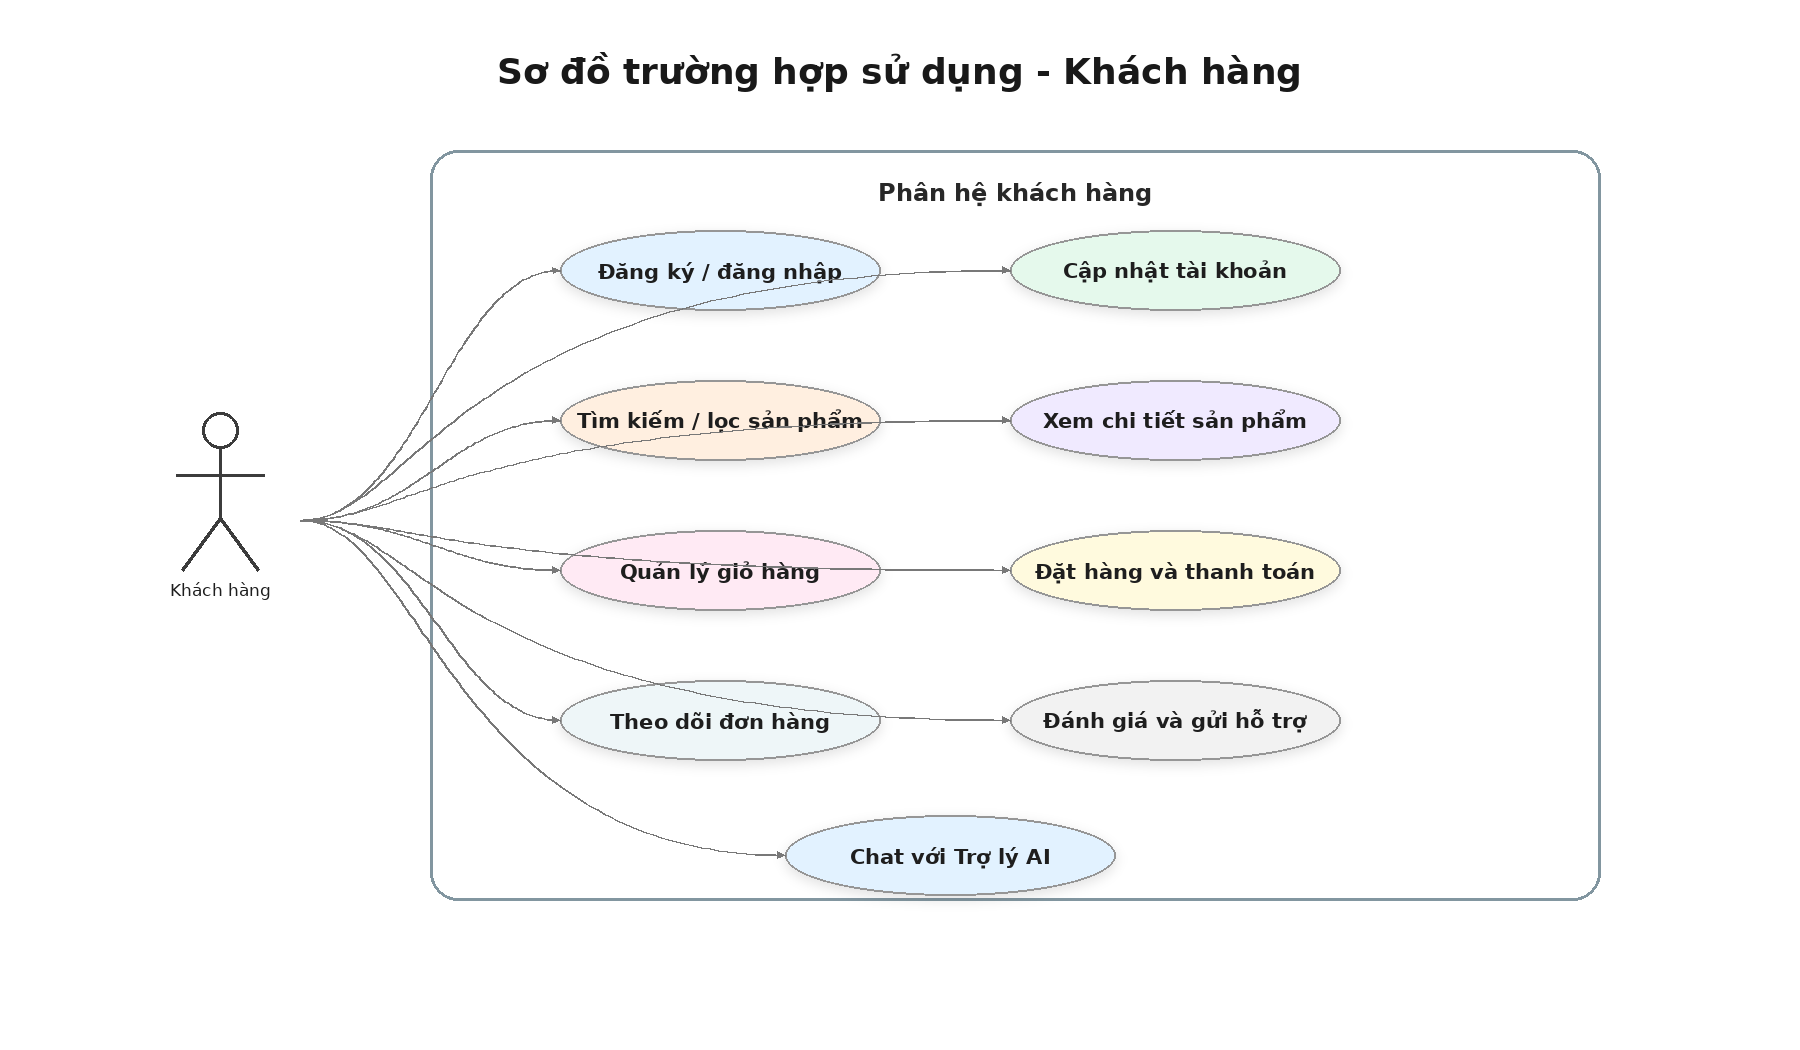 Sơ đồ trường hợp sử dụng - Khách hàng
Phân hệ khách hàng
Đăng ký / đăng nhập
Cập nhật tài khoản
Tìm kiếm / lọc sản phẩm
Xem chi tiết sản phẩm
Quản lý giỏ hàng
Đặt hàng và thanh toán
Khách hàng
Theo dõi đơn hàng
Đánh giá và gửi hỗ trợ
Chat với Trợ lý AI